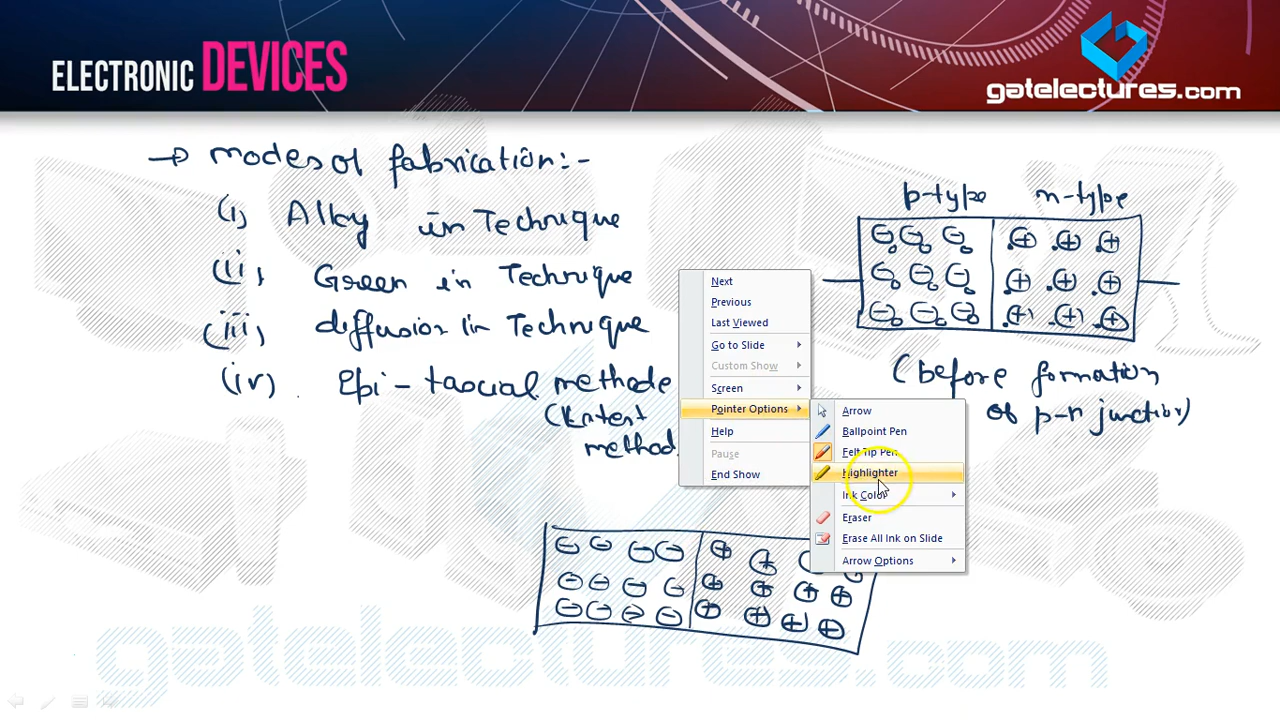 ELECTRONIC DEVICES
gatelectures.com
→ modes of fabrication:-
(i) Alloy in Technique
(ii) Green in Technique
(iii) diffusion in Technique
(iv) Epi-tascial methode
(Latest
method
p-type n-type
(before formation
of p-n junction)
Next
Previous
Last Viewed
Go to Slide
Custom Show
Screen
Pointer Options
Help
Pause
End Show
Arrow
Ballpoint Pen
Felt Tip Pen
Highlighter
Ink Color
Eraser
Erase All Ink on Slide
Arrow Options
gatelectures.com